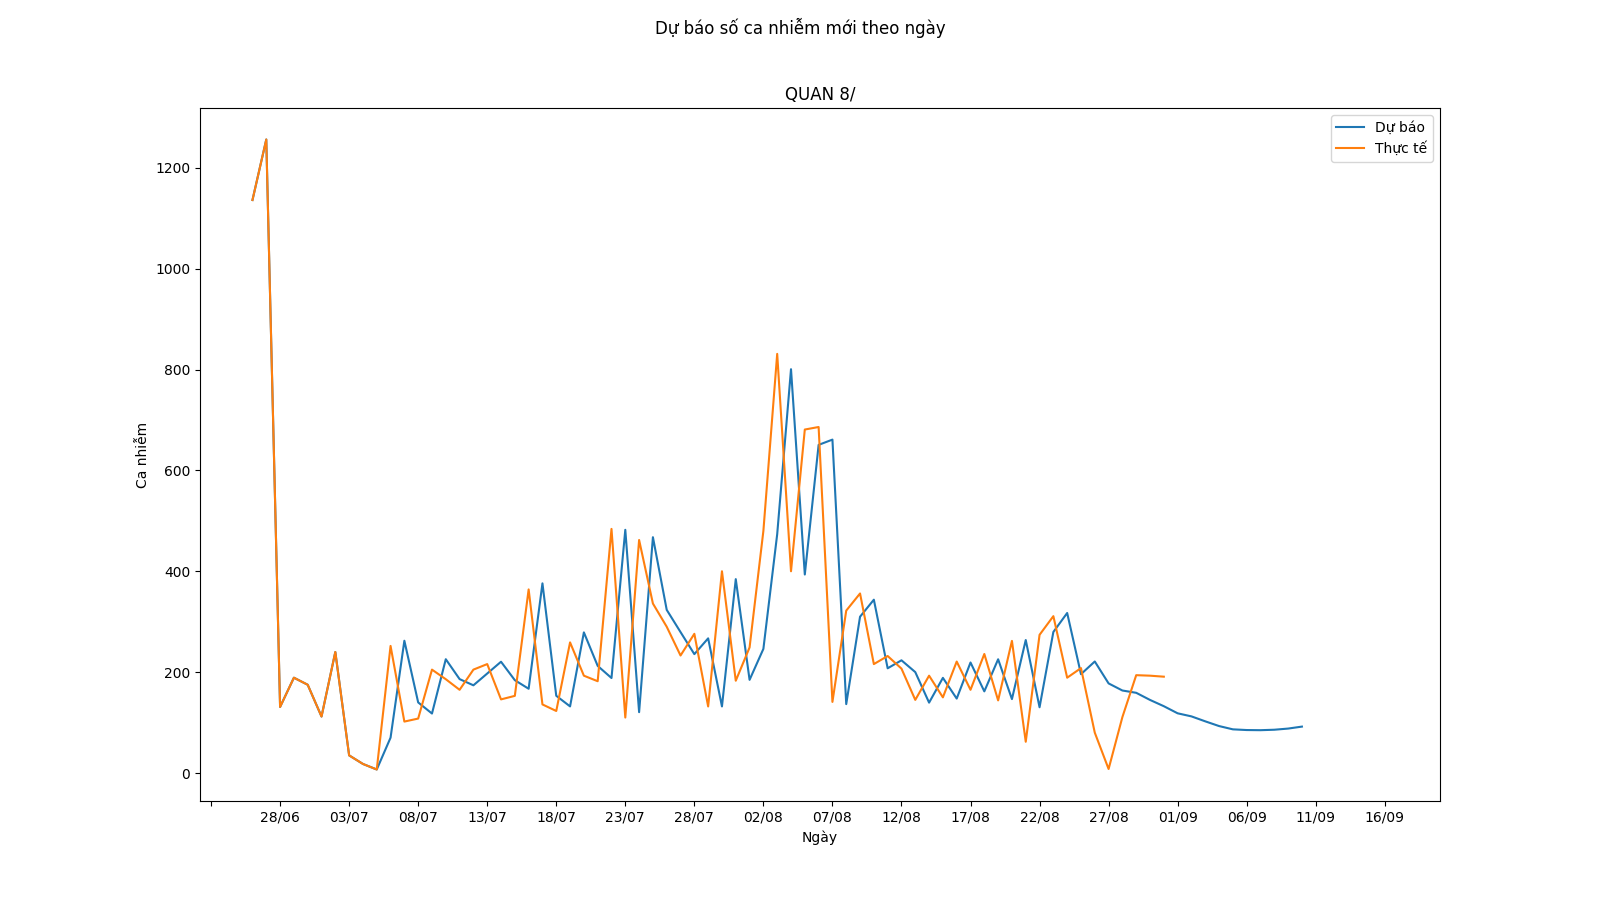 Dự báo số ca nhiễm mới theo ngày
QUAN 8/
Dự báo
Thực tế
1200
1000
800
600
400
200
0
Ca nhiễm
28/06 03/07 08/07 13/07 18/07 23/07 28/07 02/08 07/08 12/08 17/08 22/08 27/08 01/09 06/09 11/09 16/09
Ngày